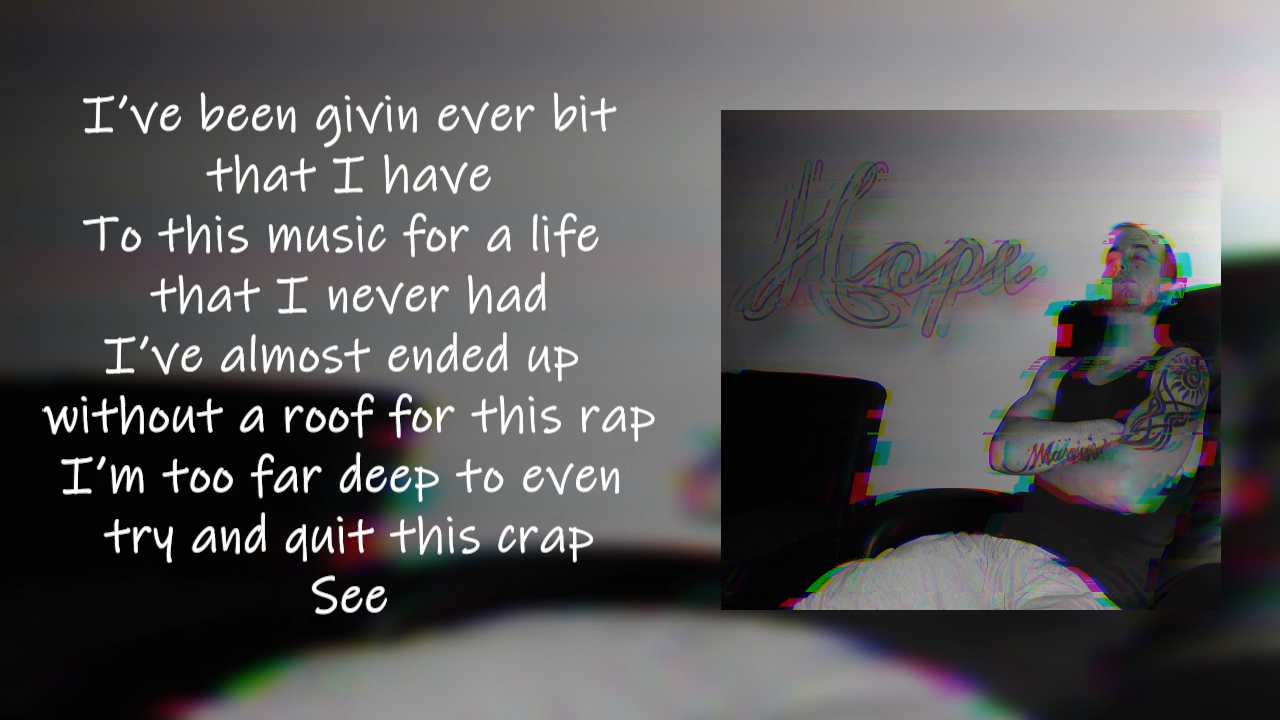 I've been givin ever bit
that I have
To this music for a life
that I never had
I've almost ended up
without a roof for this rap
I'm too far deep to even
try and quit this crap
See
Hope